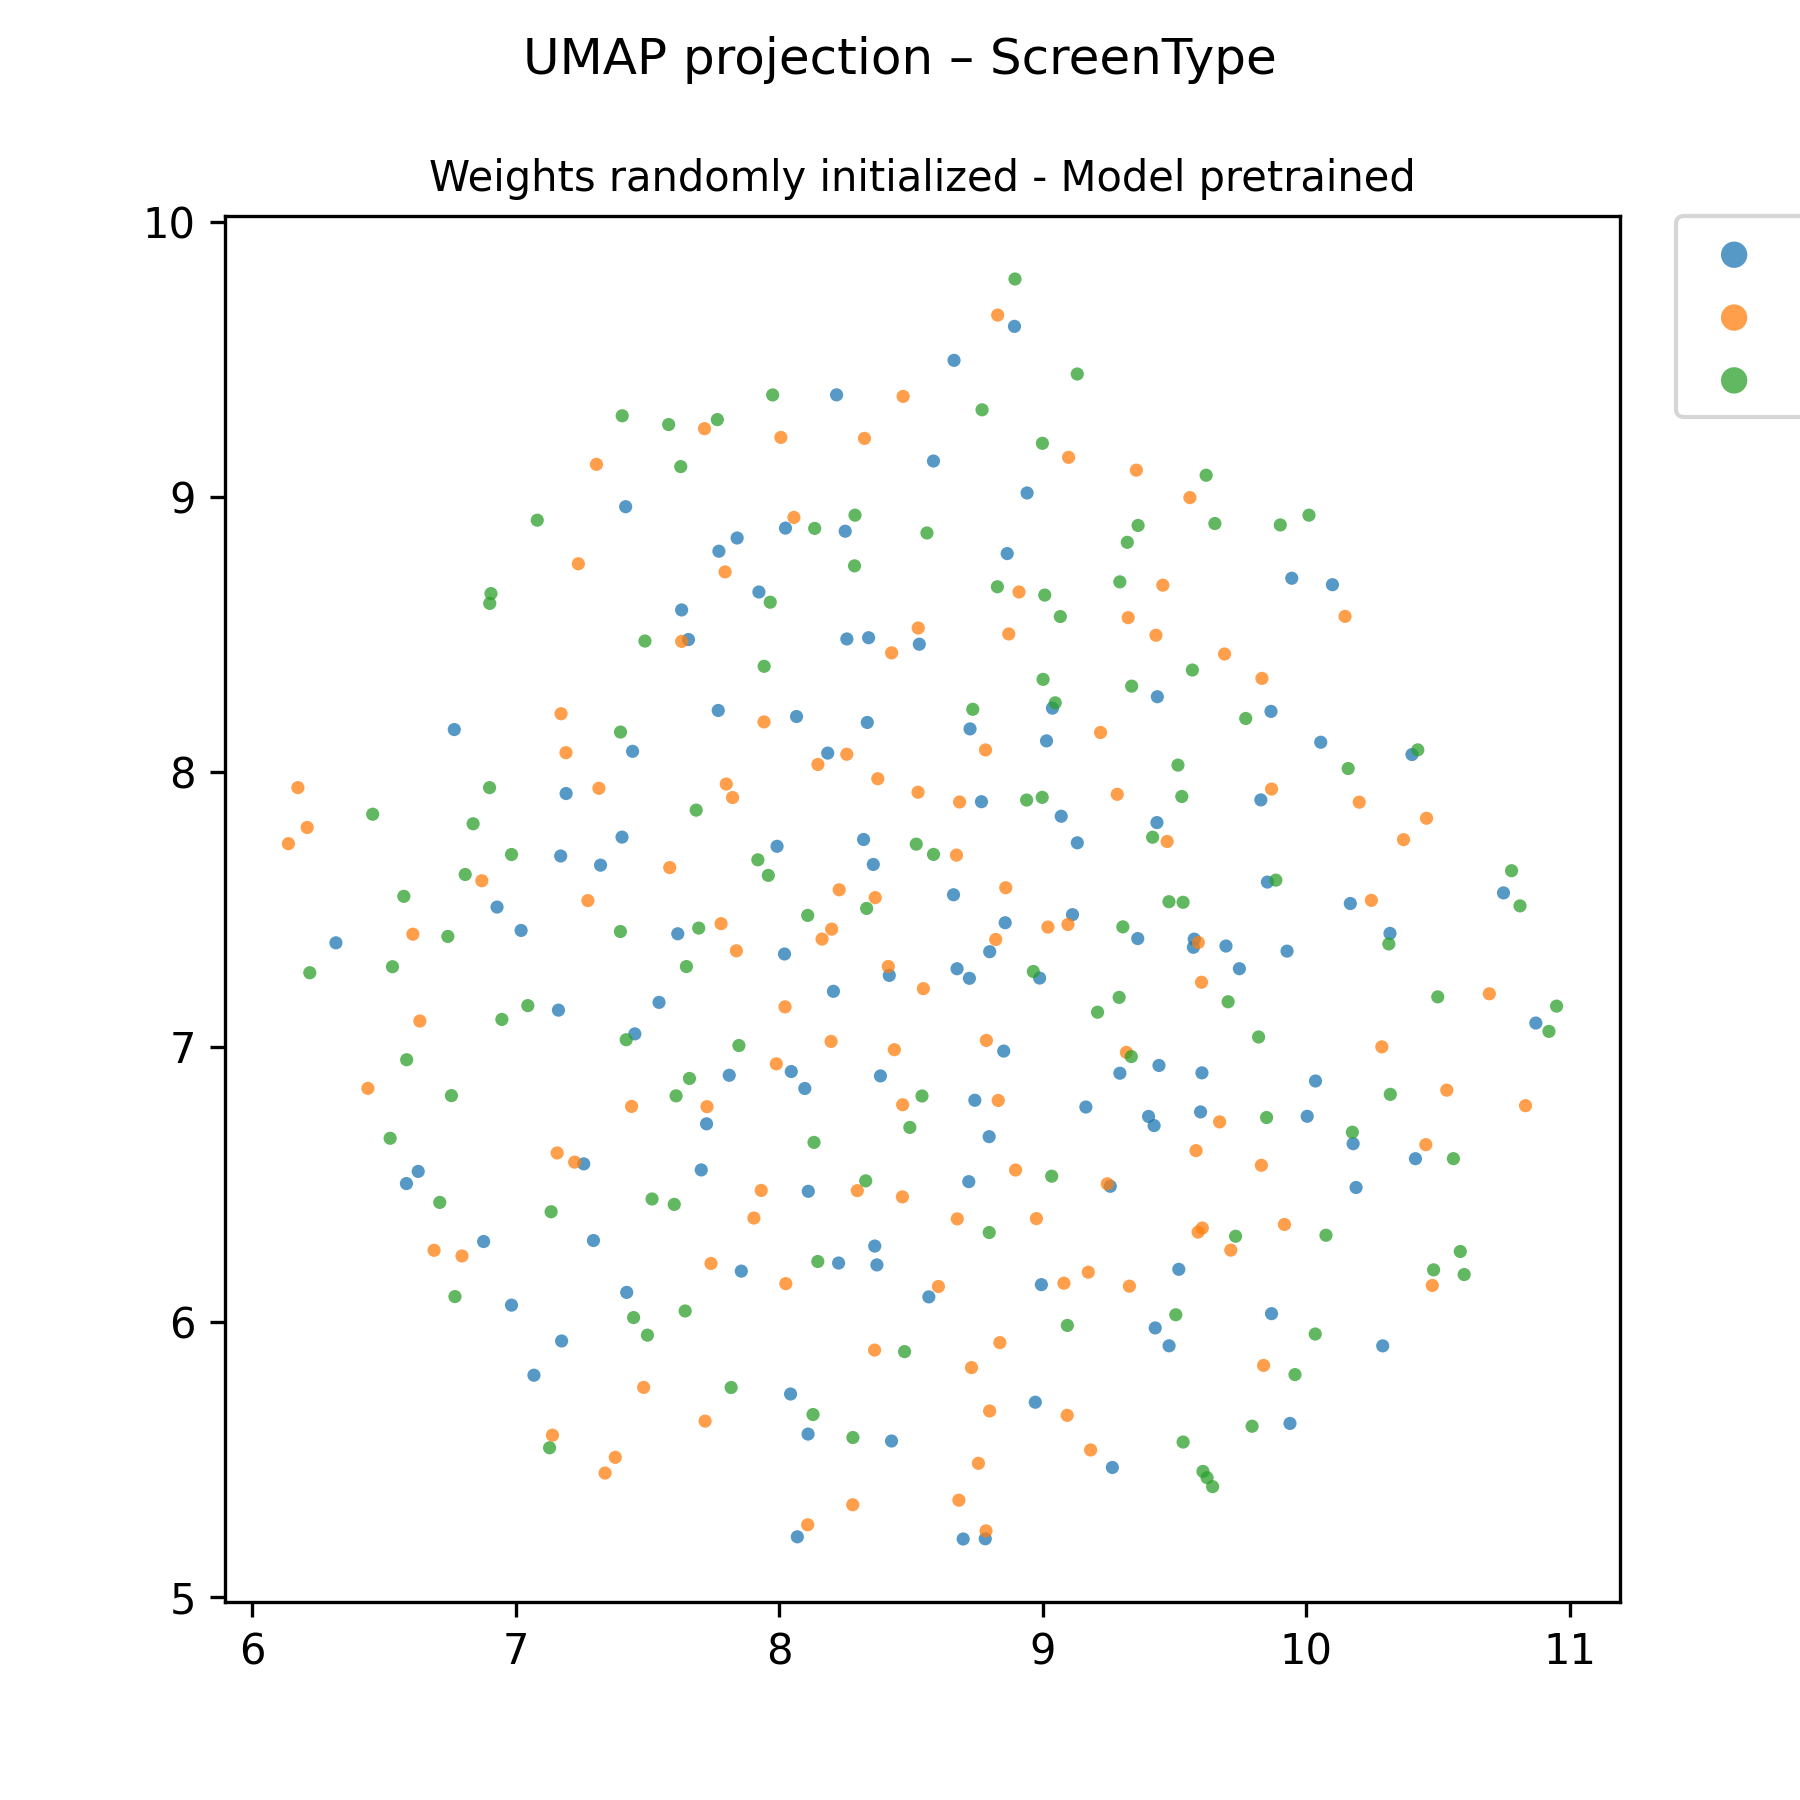 UMAP projection – ScreenType
Weights randomly initialized - Model pretrained
10
9
8
7
6
5
6 7 8 9 10 11